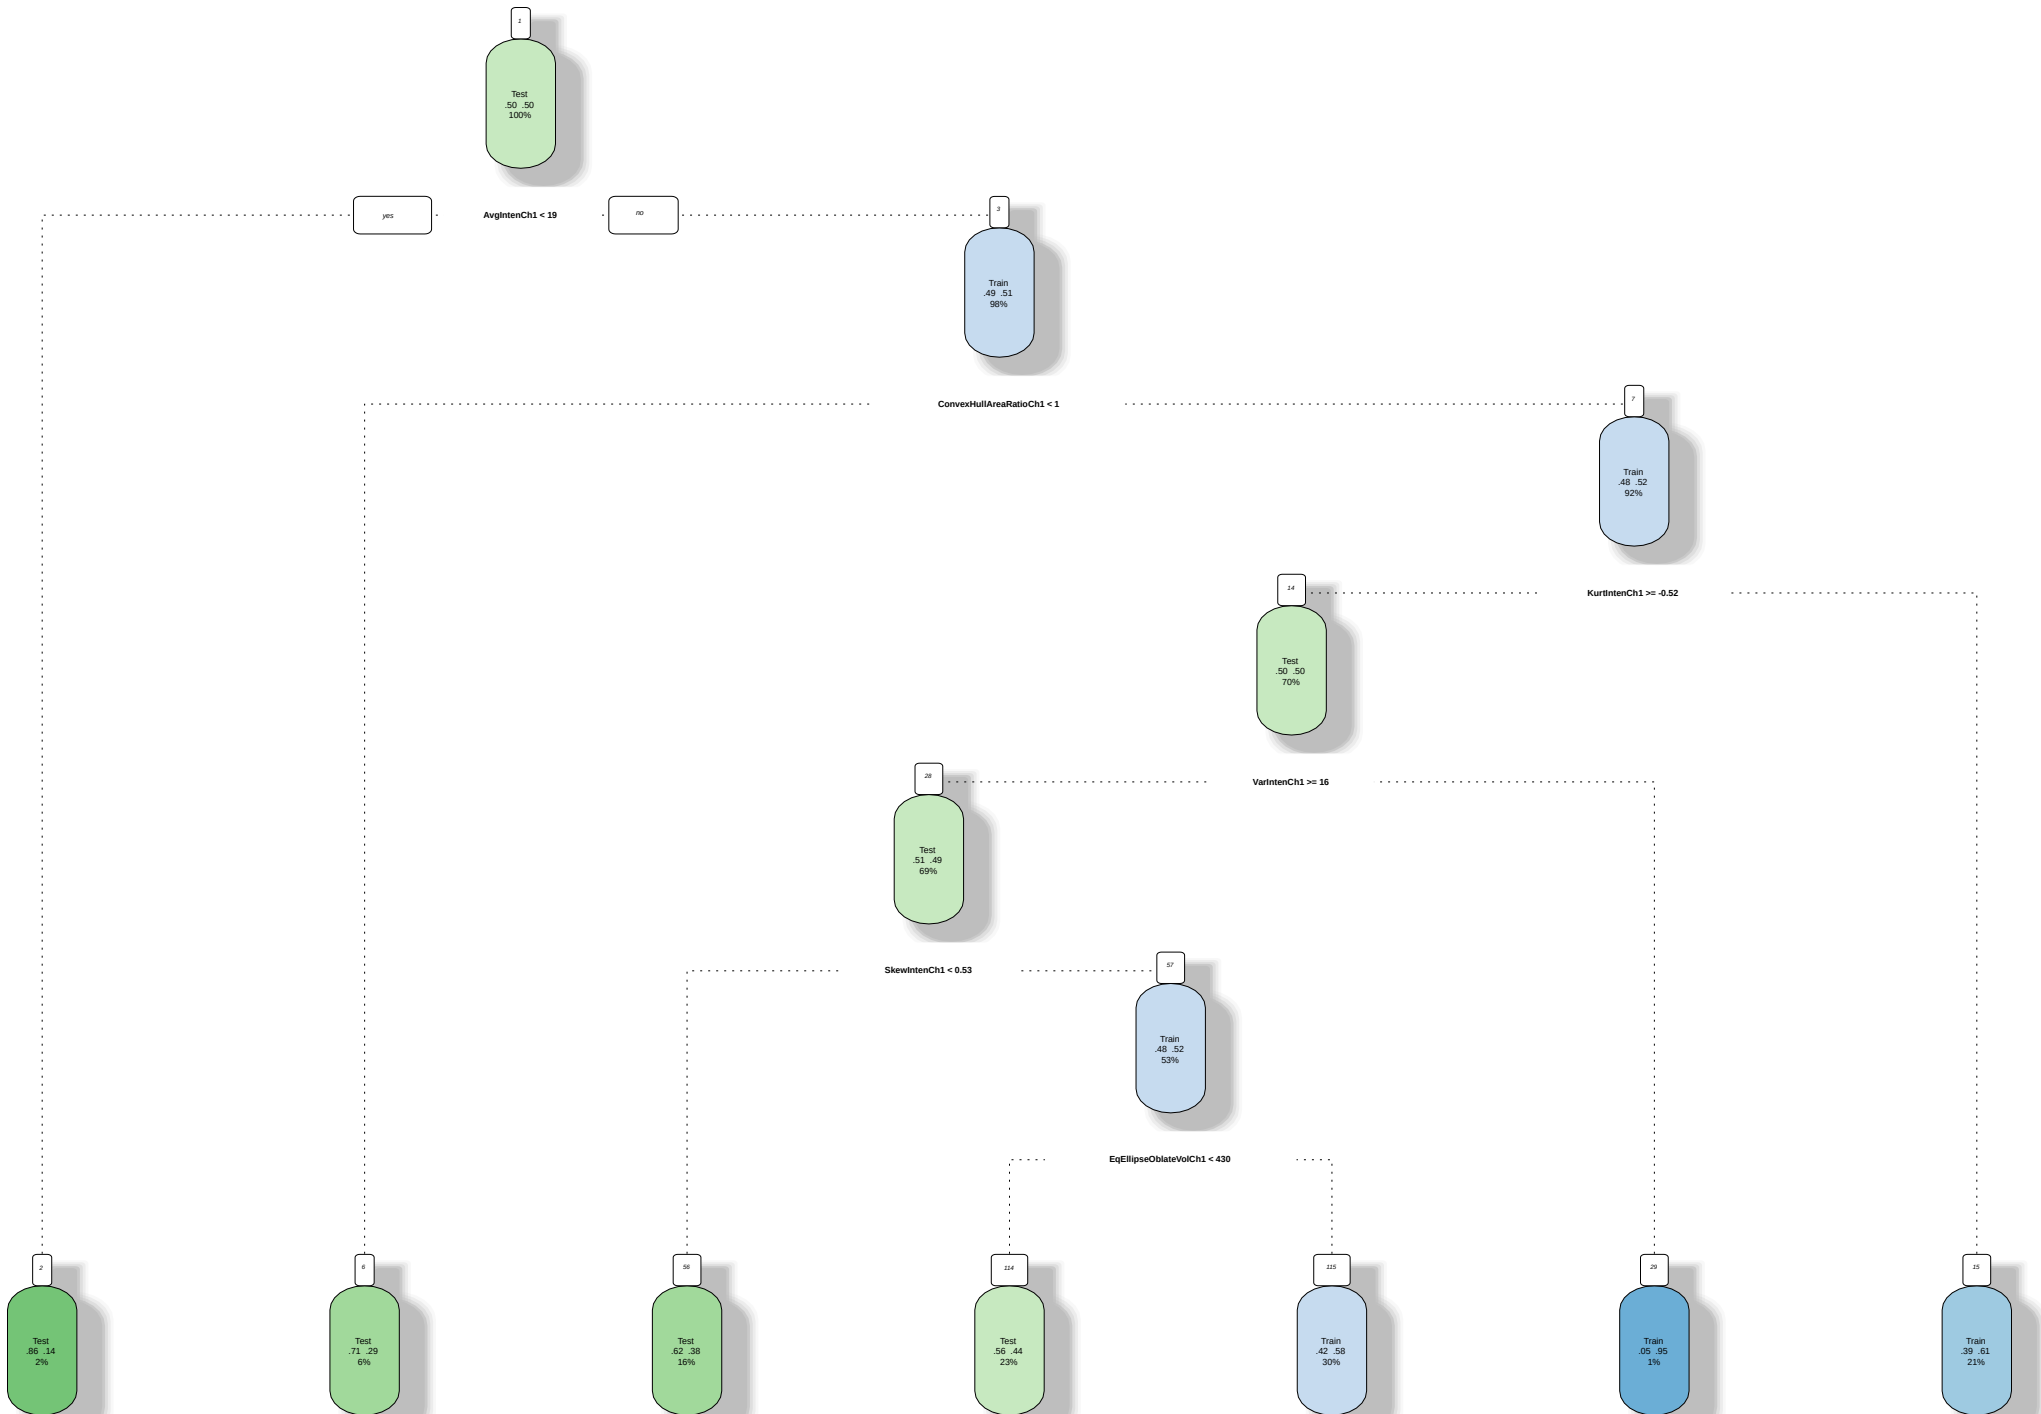 1
Test
.50 .50
100%
yes
AvgIntenCh1 < 19
no
3
Train
.49 .51
98%
ConvexHullAreaRatioCh1 < 1
7
Train
.48 .52
92%
14
KurtIntenCh1 >= -0.52
Test
.50 .50
70%
28
VarIntenCh1 >= 16
Test
.51 .49
69%
SkewIntenCh1 < 0.53
57
Train
.48 .52
53%
EqEllipseOblateVolCh1 < 430
2
Test
.86 .14
2%
6
Test
.71 .29
6%
56
Test
.62 .38
16%
114
Test
.56 .44
23%
115
Train
.42 .58
30%
29
Train
.05 .95
1%
15
Train
.39 .61
21%